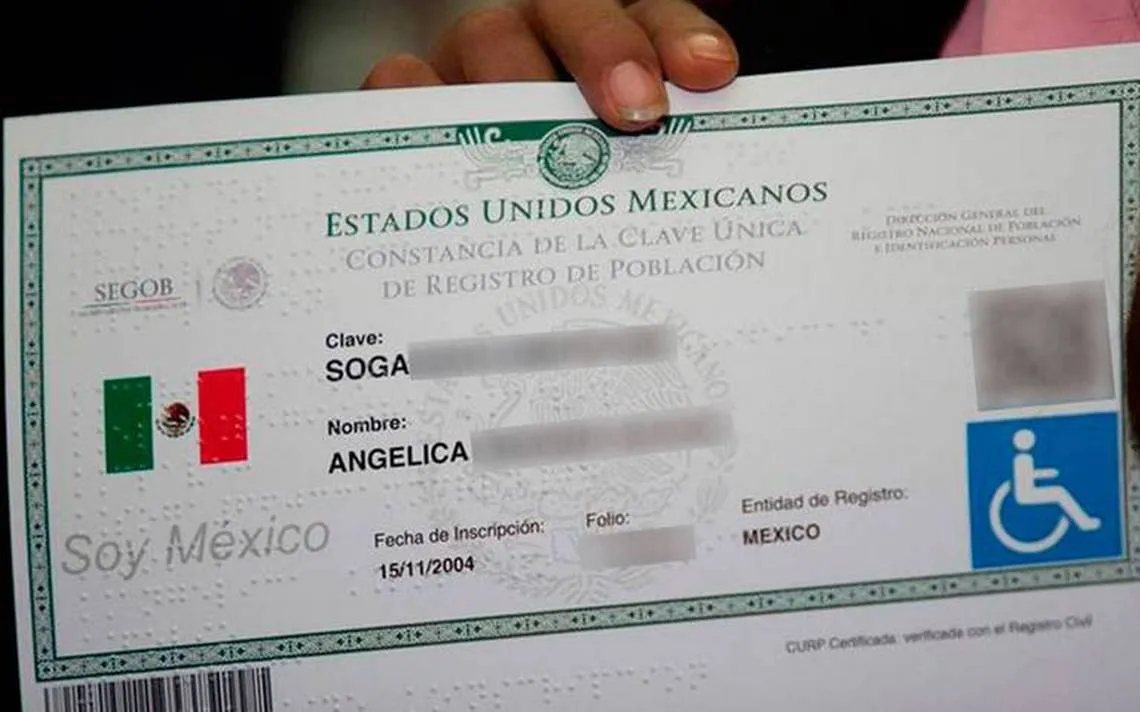 ESTADOS UNIDOS MEXICANOS
CONSTANCIA DE LA CLAVE ÚNICA
DE REGISTRO DE POBLACIÓN
DIRECCIÓN GENERAL DEL
REGISTRO NACIONAL DE POBLACIÓN
E IDENTIFICACIÓN PERSONAL
SEGOB
Clave:
SOGA
Nombre:
ANGELICA
Soy México
Fecha de Inscripción:
15/11/2004
Folio:
Entidad de Registro:
MEXICO
CURP Certificada: verificada con el Registro Civil